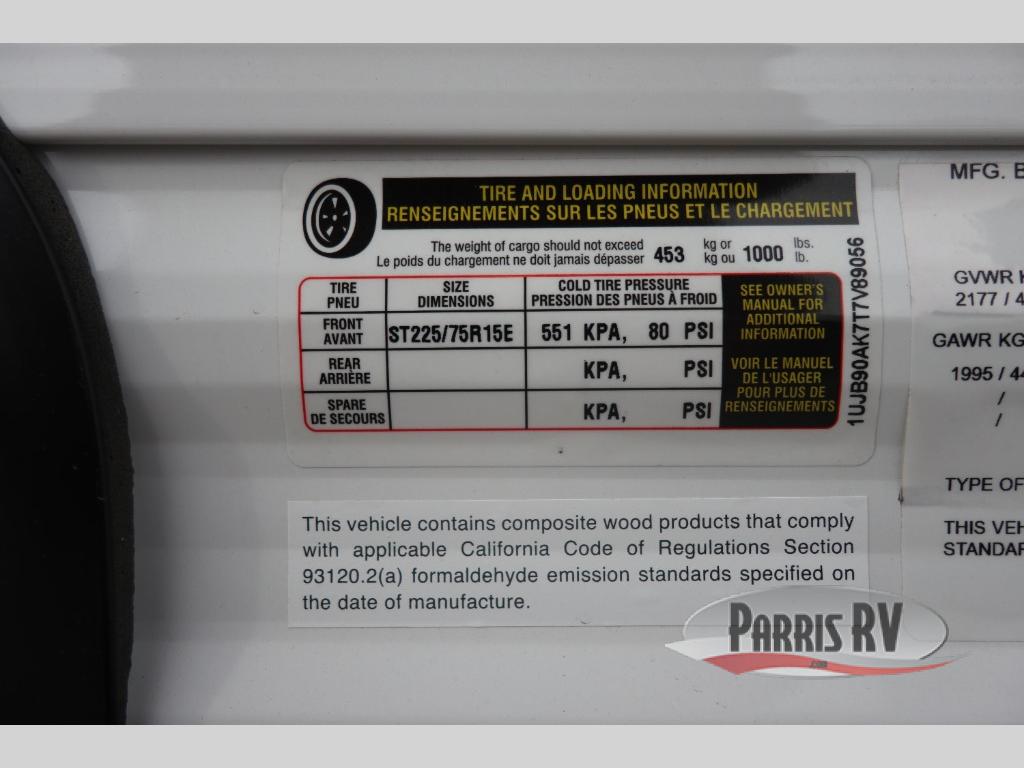 TIRE AND LOADING INFORMATION
RENSEIGNEMENTS SUR LES PNEUS ET LE CHARGEMENT
The weight of cargo should not exceed 453 kg or 1000 lbs.
Le poids du chargement ne doit jamais dépasser kg ou lb.
TIRE PNEU
SIZE DIMENSIONS
COLD TIRE PRESSURE
PRESSION DES PNEUS À FROID
FRONT AVANT
ST225/75R15E
551 KPA, 80 PSI
REAR ARRIÈRE
KPA, PSI
SPARE DE SECOURS
KPA, PSI
SEE OWNER'S
MANUAL FOR
ADDITIONAL
INFORMATION
VOIR LE MANUEL
DE L'USAGER
POUR PLUS DE
RENSEIGNEMENTS
1UJB90AK7T7V89056
This vehicle contains composite wood products that comply
with applicable California Code of Regulations Section
93120.2(a) formaldehyde emission standards specified on
the date of manufacture.
MFG. B
GVWR K
2177 / 4
GAWR KG
1995 / 44
/
/
TYPE OF
THIS VEH
STANDAR
PARRIS RV
.com